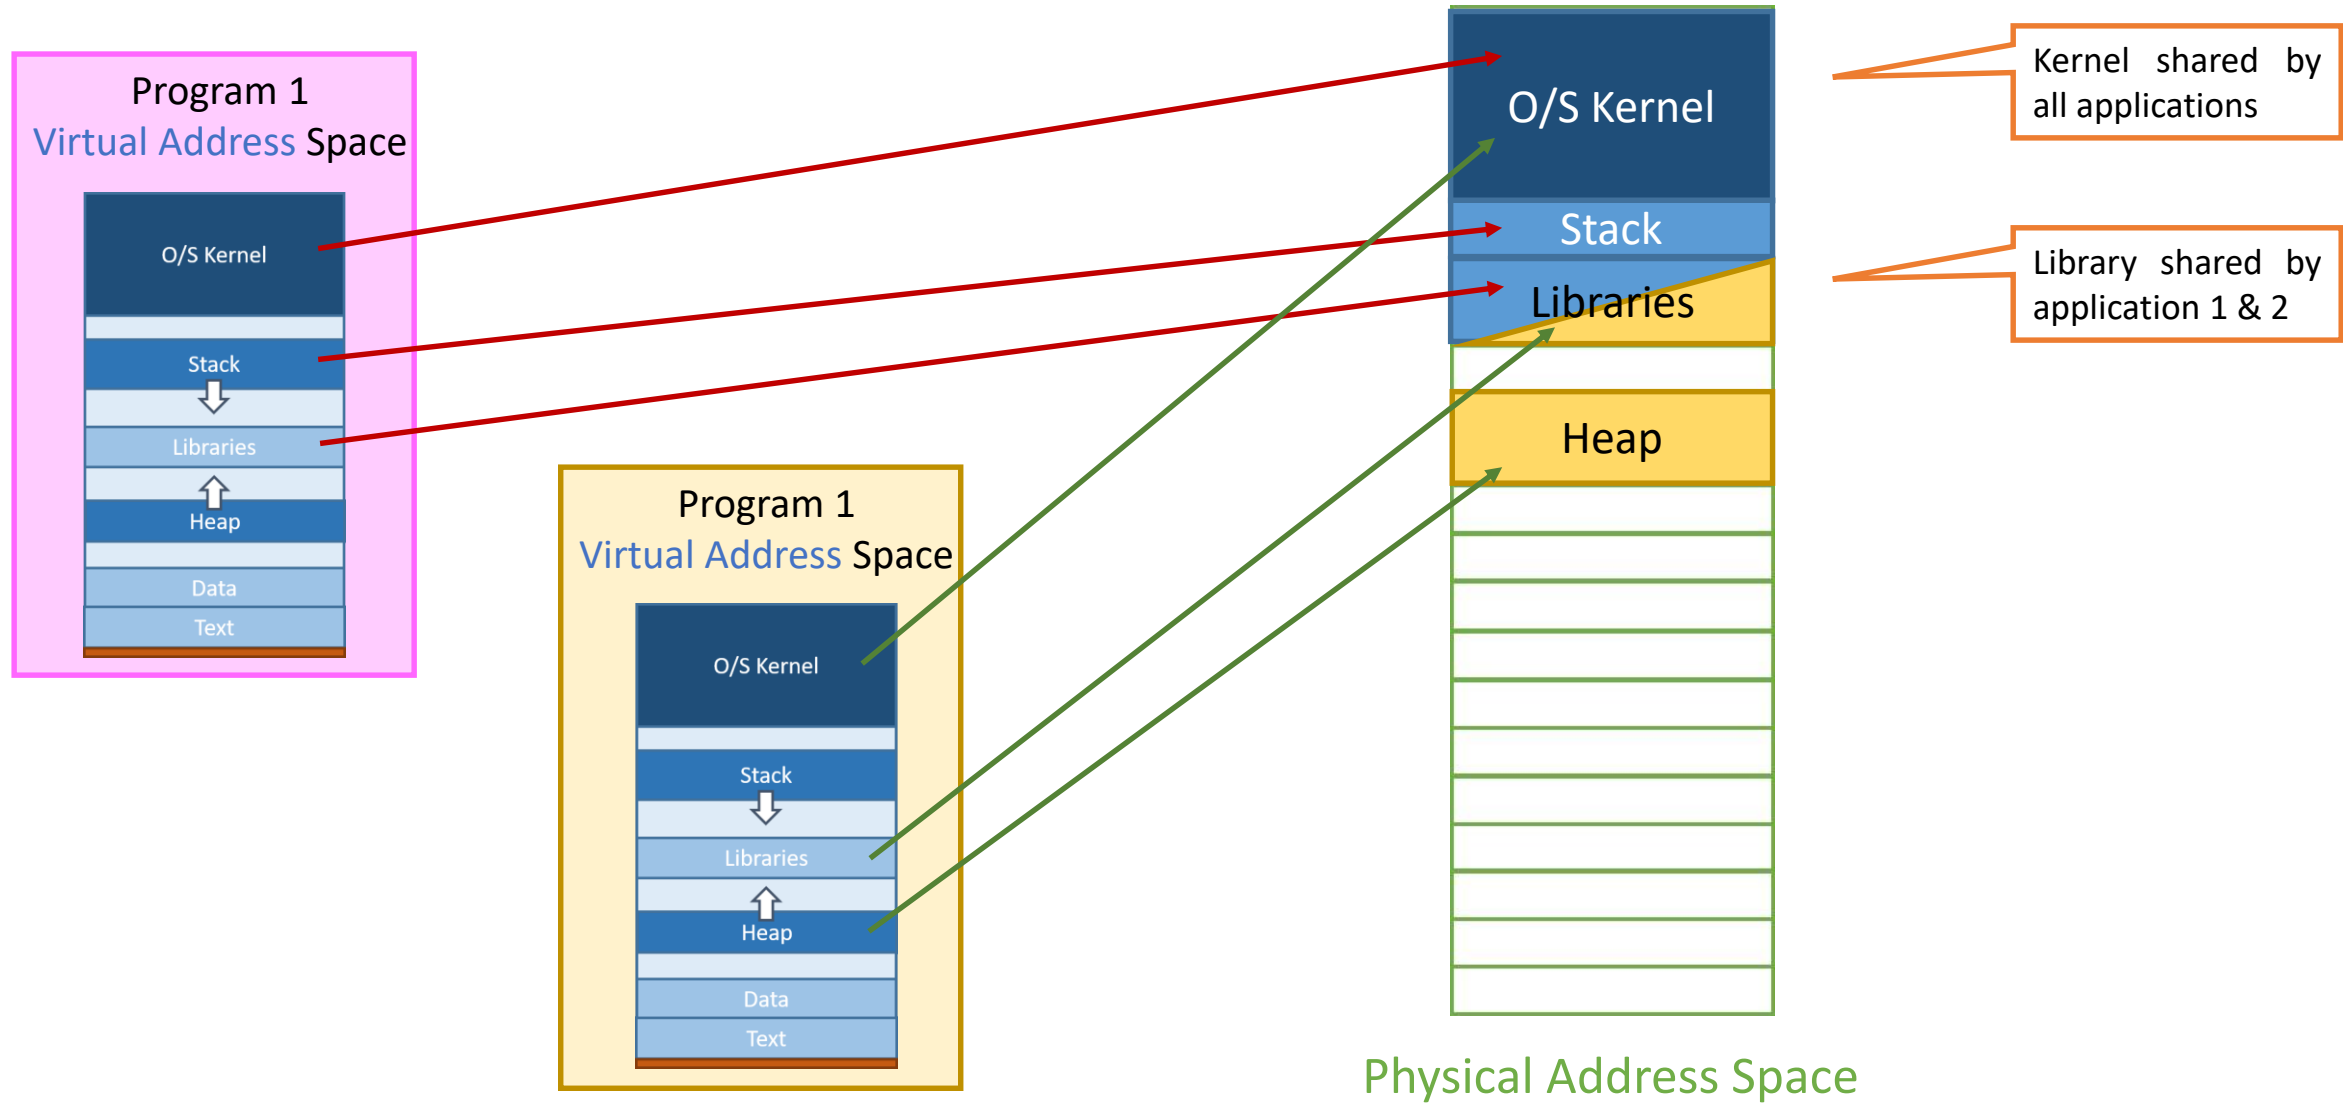 Program 1
Virtual Address Space
O/S Kernel
Stack
Libraries
Heap
Data
Text
Program 1
Virtual Address Space
O/S Kernel
Stack
Libraries
Heap
Data
Text
O/S Kernel
Stack
Libraries
Heap
Physical Address Space
Kernel shared by
all applications
Library shared by
application 1 & 2